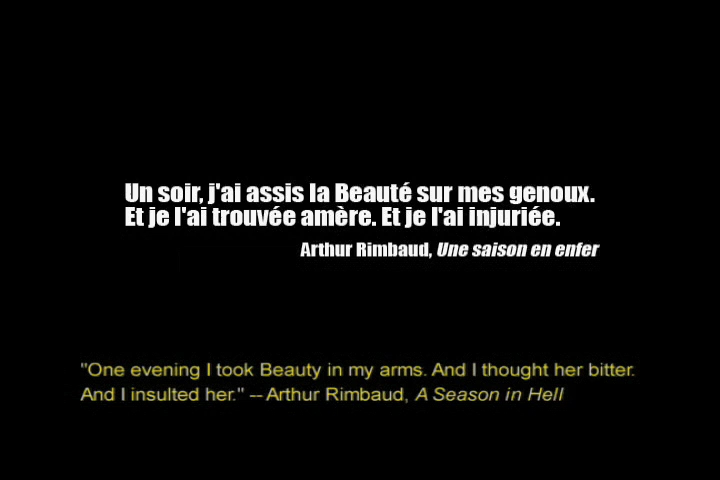 Un soir, j'ai assis la Beauté sur mes genoux.
Et je l'ai trouvée amère. Et je l'ai injuriée.
Arthur Rimbaud, Une saison en enfer
"One evening I took Beauty in my arms. And I thought her bitter.
And I insulted her." -- Arthur Rimbaud, A Season in Hell